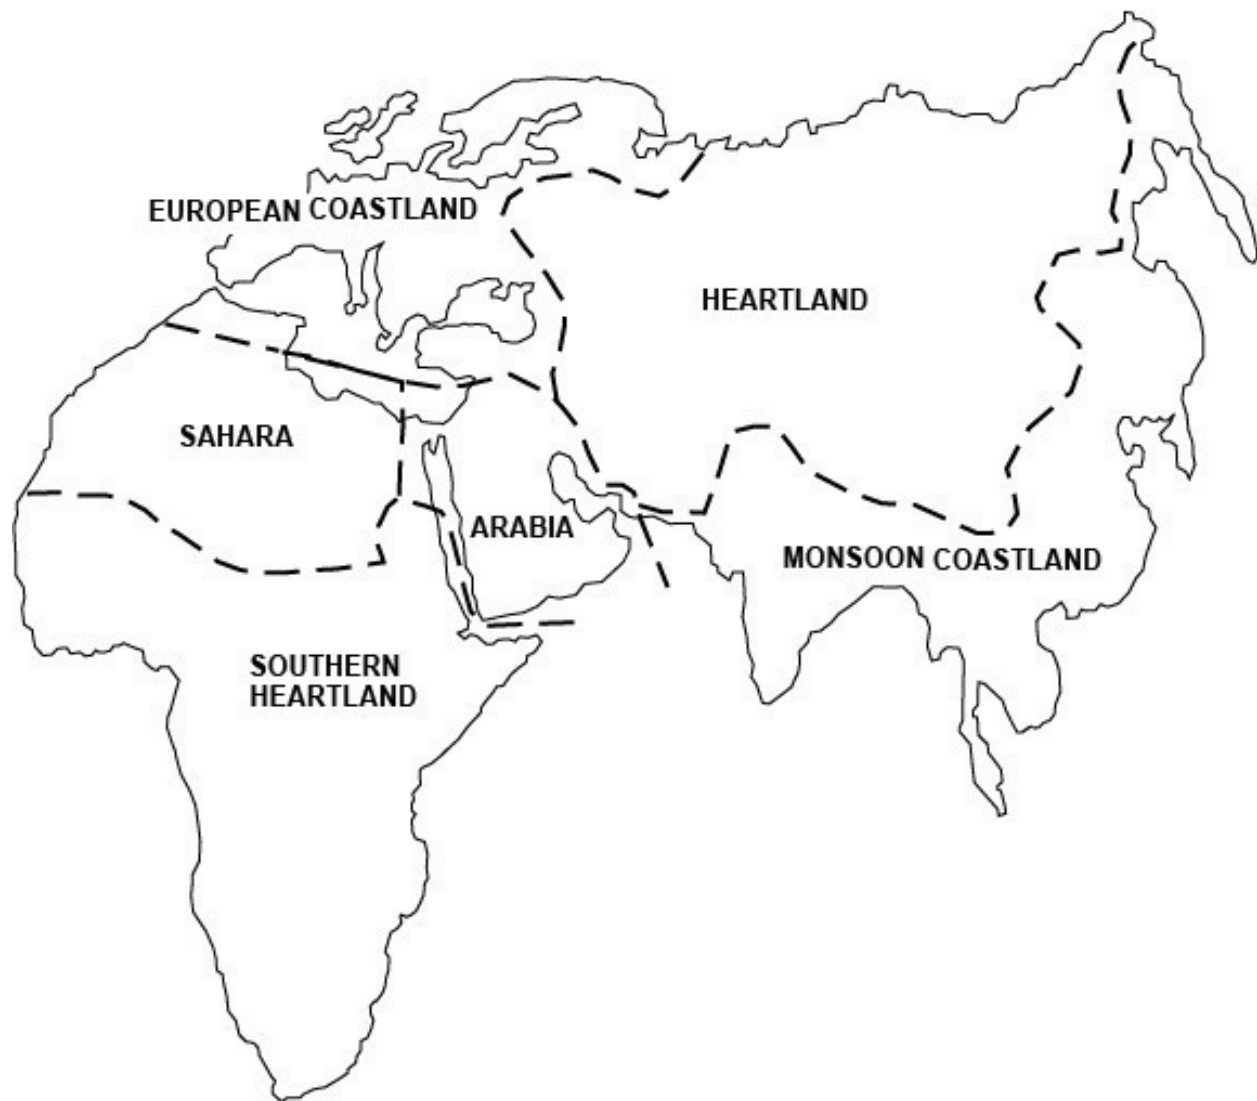 EUROPEAN COASTLAND
HEARTLAND
SAHARA
ARABIA
MONSOON COASTLAND
SOUTHERN
HEARTLAND